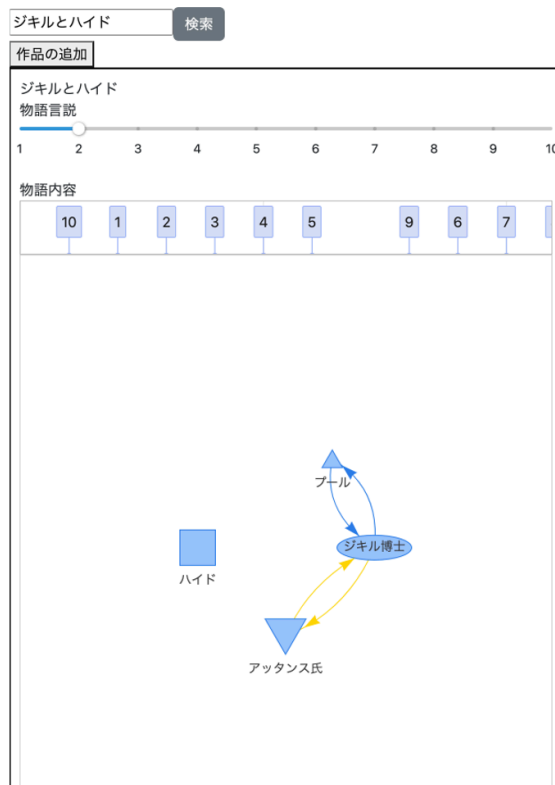 ジキルとハイド 検索
作品の追加
ジキルとハイド
物語言説
1 2 3 4 5 6 7 8 9 10
物語内容
10 1 2 3 4 5 9 6 7
プール
ジキル博士
ハイド
アッタンス氏